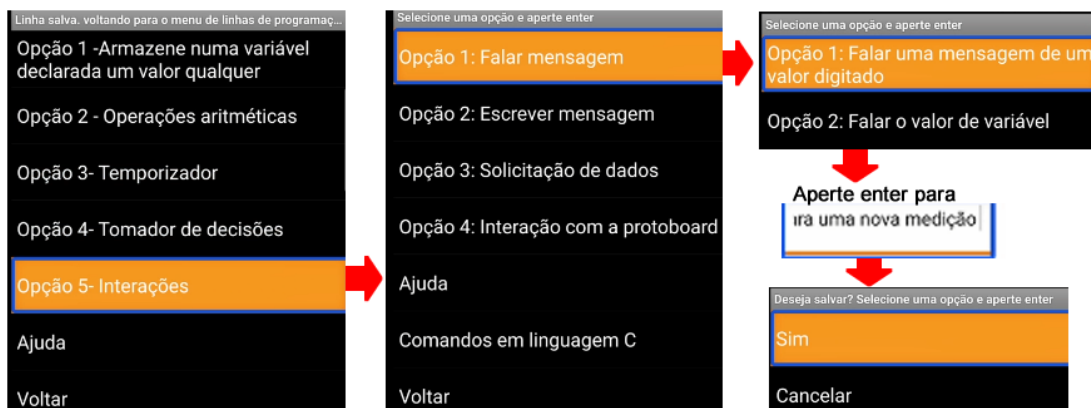 Linha salva. voltando para o menu de linhas de programaç...
Opção 1 -Armazene numa variável
declarada um valor qualquer
Opção 2 - Operações aritméticas
Opção 3- Temporizador
Opção 4- Tomador de decisões
Opção 5- Interações
Ajuda
Voltar
Selecione uma opção e aperte enter
Opção 1: Falar mensagem
Opção 2: Escrever mensagem
Opção 3: Solicitação de dados
Opção 4: Interação com a protoboard
Ajuda
Comandos em linguagem C
Voltar
Selecione uma opção e aperte enter
Opção 1: Falar uma mensagem de um
valor digitado
Opção 2: Falar o valor de variável
Aperte enter para
ıra uma nova medição
Deseja salvar? Selecione uma opção e aperte enter
Sim
Cancelar